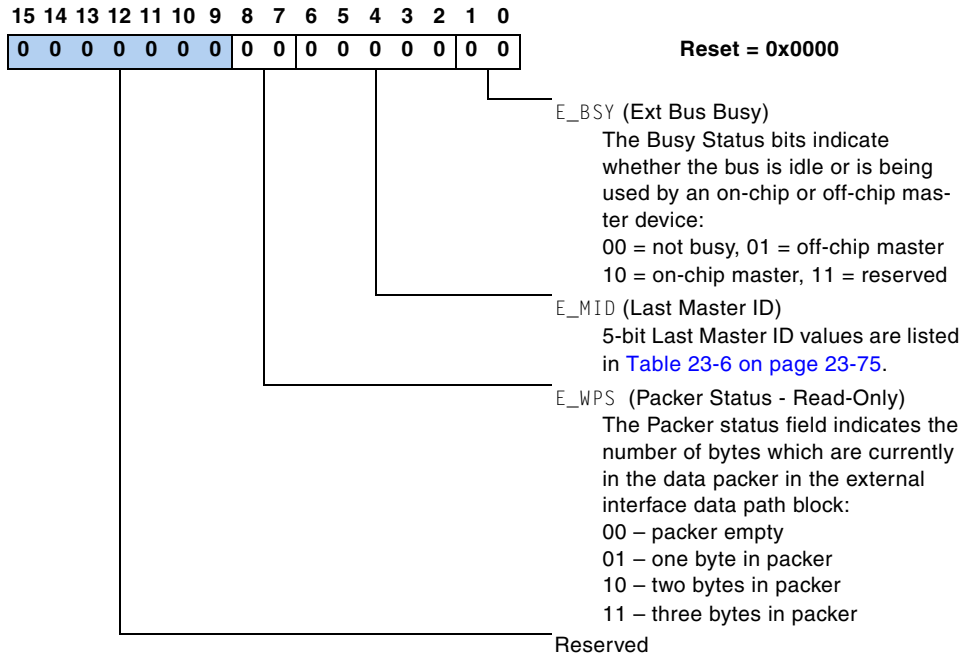 15 14 13 12 11 10 9 8 7 6 5 4 3 2 1 0
0 0 0 0 0 0 0 0 0 0 0 0 0 0 0 0 Reset = 0x0000
E_BSY (Ext Bus Busy)
The Busy Status bits indicate
whether the bus is idle or is being
used by an on-chip or off-chip mas-
ter device:
00 = not busy, 01 = off-chip master
10 = on-chip master, 11 = reserved
E_MID (Last Master ID)
5-bit Last Master ID values are listed
in Table 23-6 on page 23-75.
E_WPS (Packer Status - Read-Only)
The Packer status field indicates the
number of bytes which are currently
in the data packer in the external
interface data path block:
00 – packer empty
01 – one byte in packer
10 – two bytes in packer
11 – three bytes in packer
Reserved